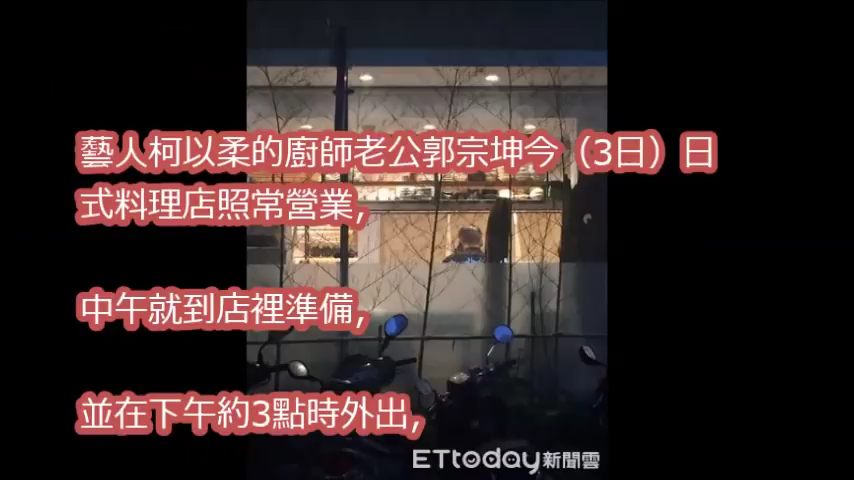 藝人柯以柔的廚師老公郭宗坤今（3日）日
式料理店照常營業,
中午就到店裡準備,
並在下午約3點時外出,
ETtoday新聞雲